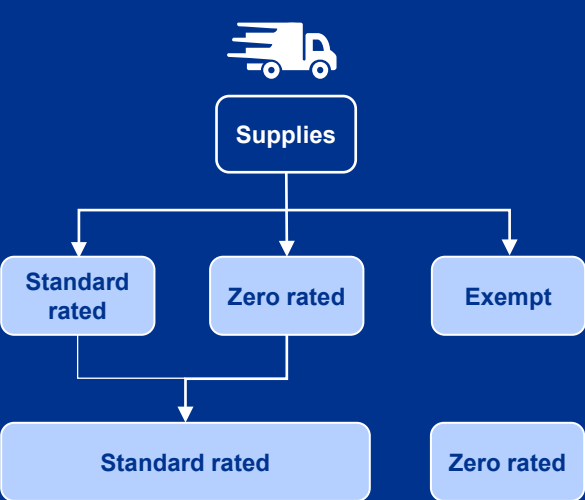 Supplies
Standard
rated
Zero rated
Exempt
Standard rated
Zero rated